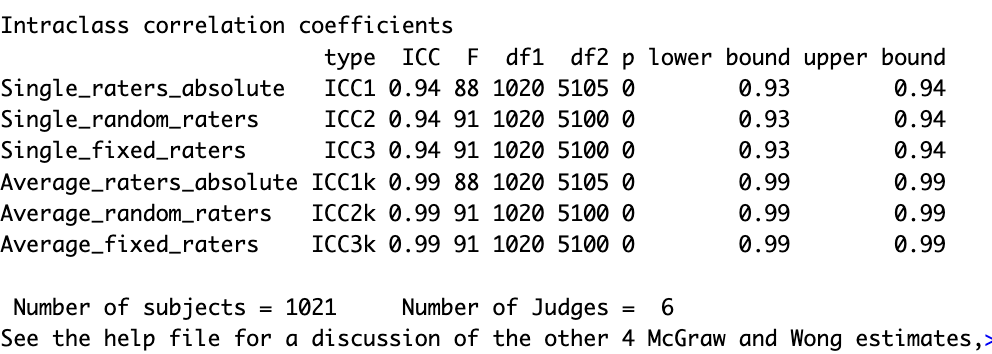 Intraclass correlation coefficients
type ICC F df1 df2 p lower bound upper bound
Single_raters_absolute ICC1 0.94 88 1020 5105 0 0.93 0.94
Single_random_raters ICC2 0.94 91 1020 5100 0 0.93 0.94
Single_fixed_raters ICC3 0.94 91 1020 5100 0 0.93 0.94
Average_raters_absolute ICC1k 0.99 88 1020 5105 0 0.99 0.99
Average_random_raters ICC2k 0.99 91 1020 5100 0 0.99 0.99
Average_fixed_raters ICC3k 0.99 91 1020 5100 0 0.99 0.99
Number of subjects = 1021 Number of Judges = 6
See the help file for a discussion of the other 4 McGraw and Wong estimates,>